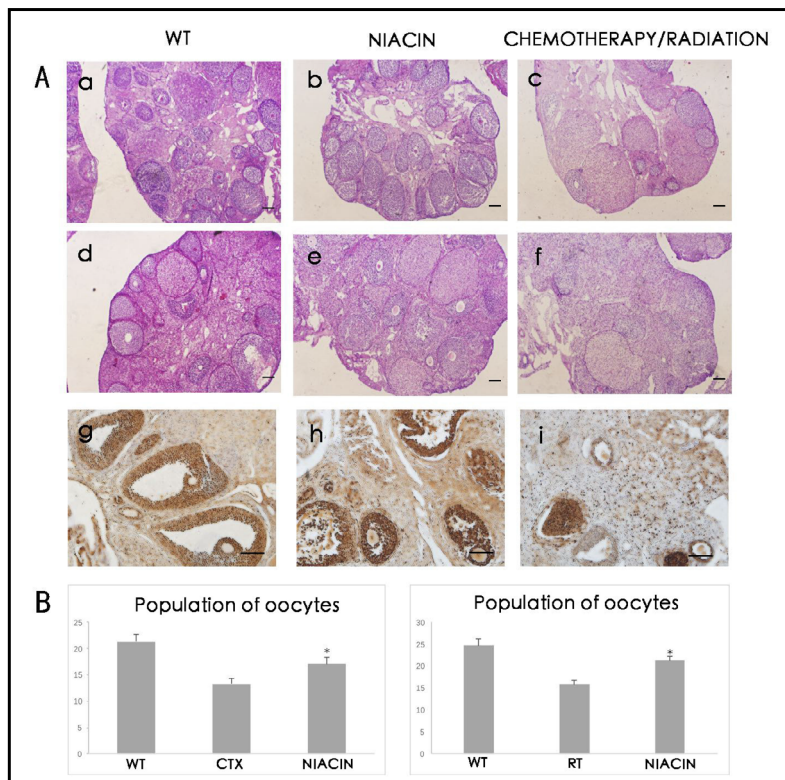 WT NIACIN CHEMOTHERAPY/RADIATION
A
a b c
d e f
g h i
B
Population of oocytes
25
20
15
10
5
0
*
WT CTX NIACIN
Population of oocytes
30
25
20
15
10
5
0
*
WT RT NIACIN